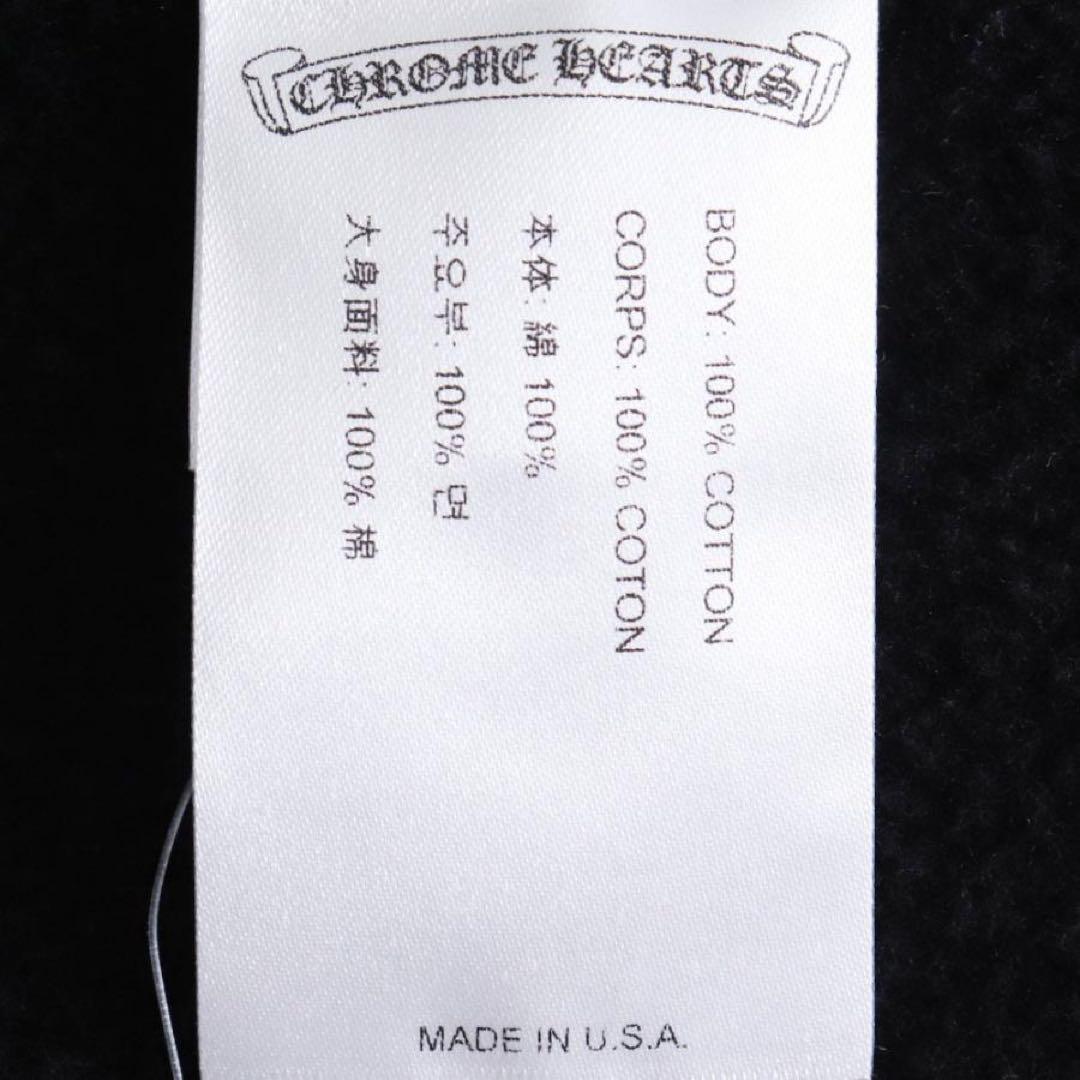 CHROME HEARTS
BODY: 100% COTTON
CORPS: 100% COTON
本体: 綿 100%
주요부: 100% 면
大身面料: 100% 棉
MADE IN U.S.A.